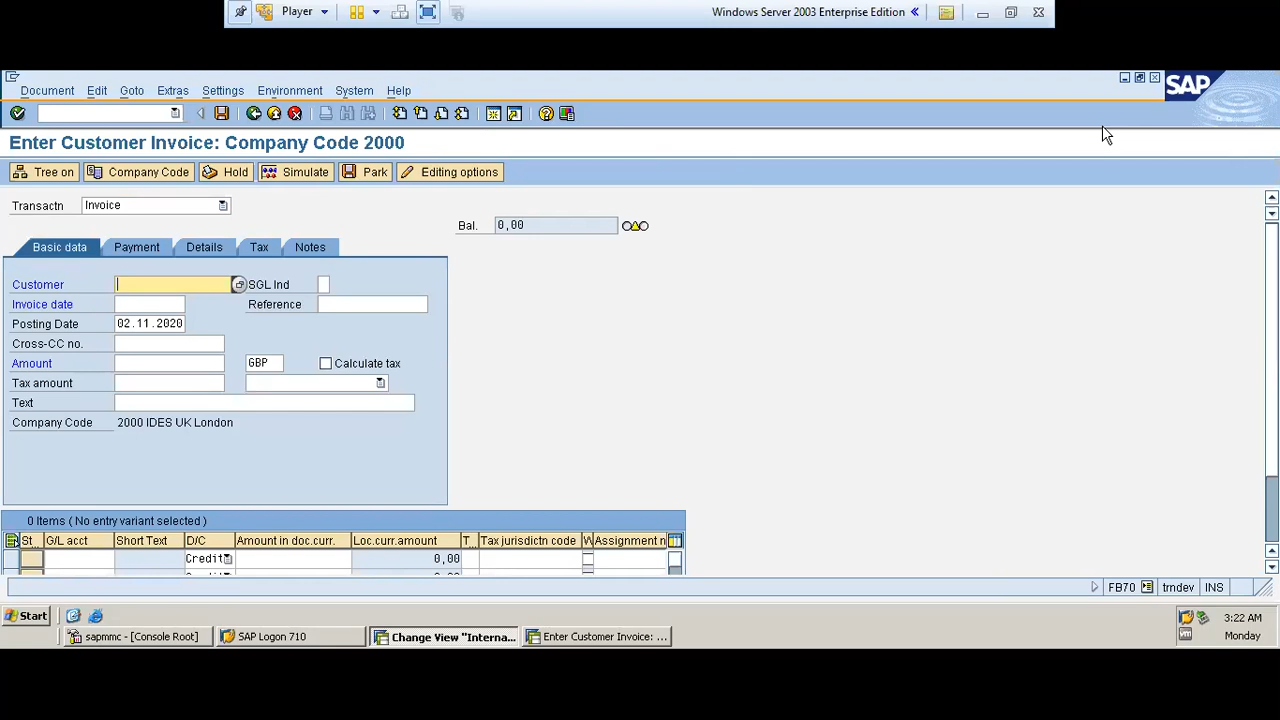 Player
Windows Server 2003 Enterprise Edition
SAP
Document Edit Goto Extras Settings Environment System Help
Enter Customer Invoice: Company Code 2000
Tree on Company Code Hold Simulate Park Editing options
Transactn Invoice
Bal. 0,00
Basic data Payment Details Tax Notes
Customer SGL Ind
Invoice date Reference
Posting Date 02.11.2020
Cross-CC no.
Amount GBP Calculate tax
Tax amount
Text
Company Code 2000 IDES UK London
0 Items ( No entry variant selected )
St... G/L acct Short Text D/C Amount in doc.curr. Loc.curr.amount T... Tax jurisdictn code W Assignment n
Credit 0,00
FB70 trndev INS
Start
sapmmc - [Console Root] SAP Logon 710 Change View "Interna... Enter Customer Invoice: ...
3:22 AM
Monday